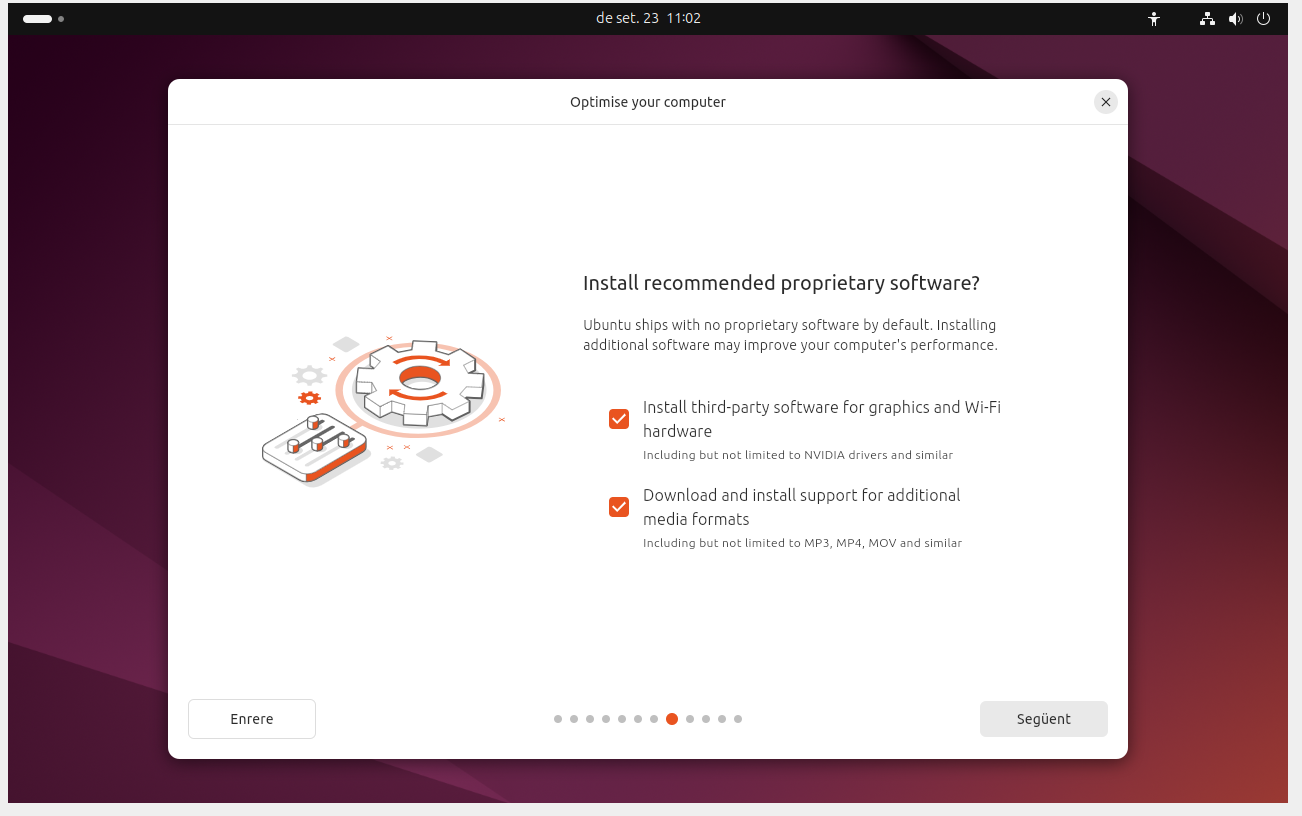 de set. 23 11:02
Optimise your computer
Install recommended proprietary software?
Ubuntu ships with no proprietary software by default. Installing
additional software may improve your computer's performance.
Install third-party software for graphics and Wi-Fi
hardware
Including but not limited to NVIDIA drivers and similar
Download and install support for additional
media formats
Including but not limited to MP3, MP4, MOV and similar
Enrere
Següent